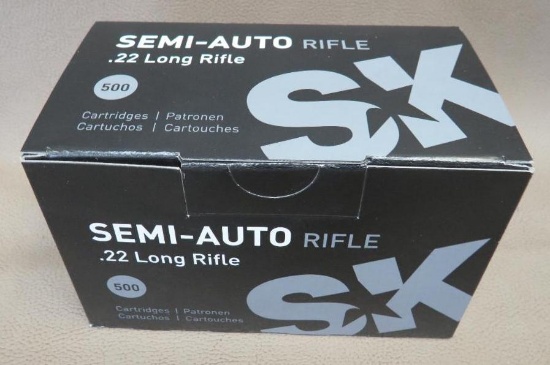 SEMI-AUTO RIFLE
.22 Long Rifle
500
Cartridges | Patronen
Cartuchos | Cartouches
SK
SEMI-AUTO RIFLE
.22 Long Rifle
500
Cartridges | Patronen
Cartuchos | Cartouches
SK